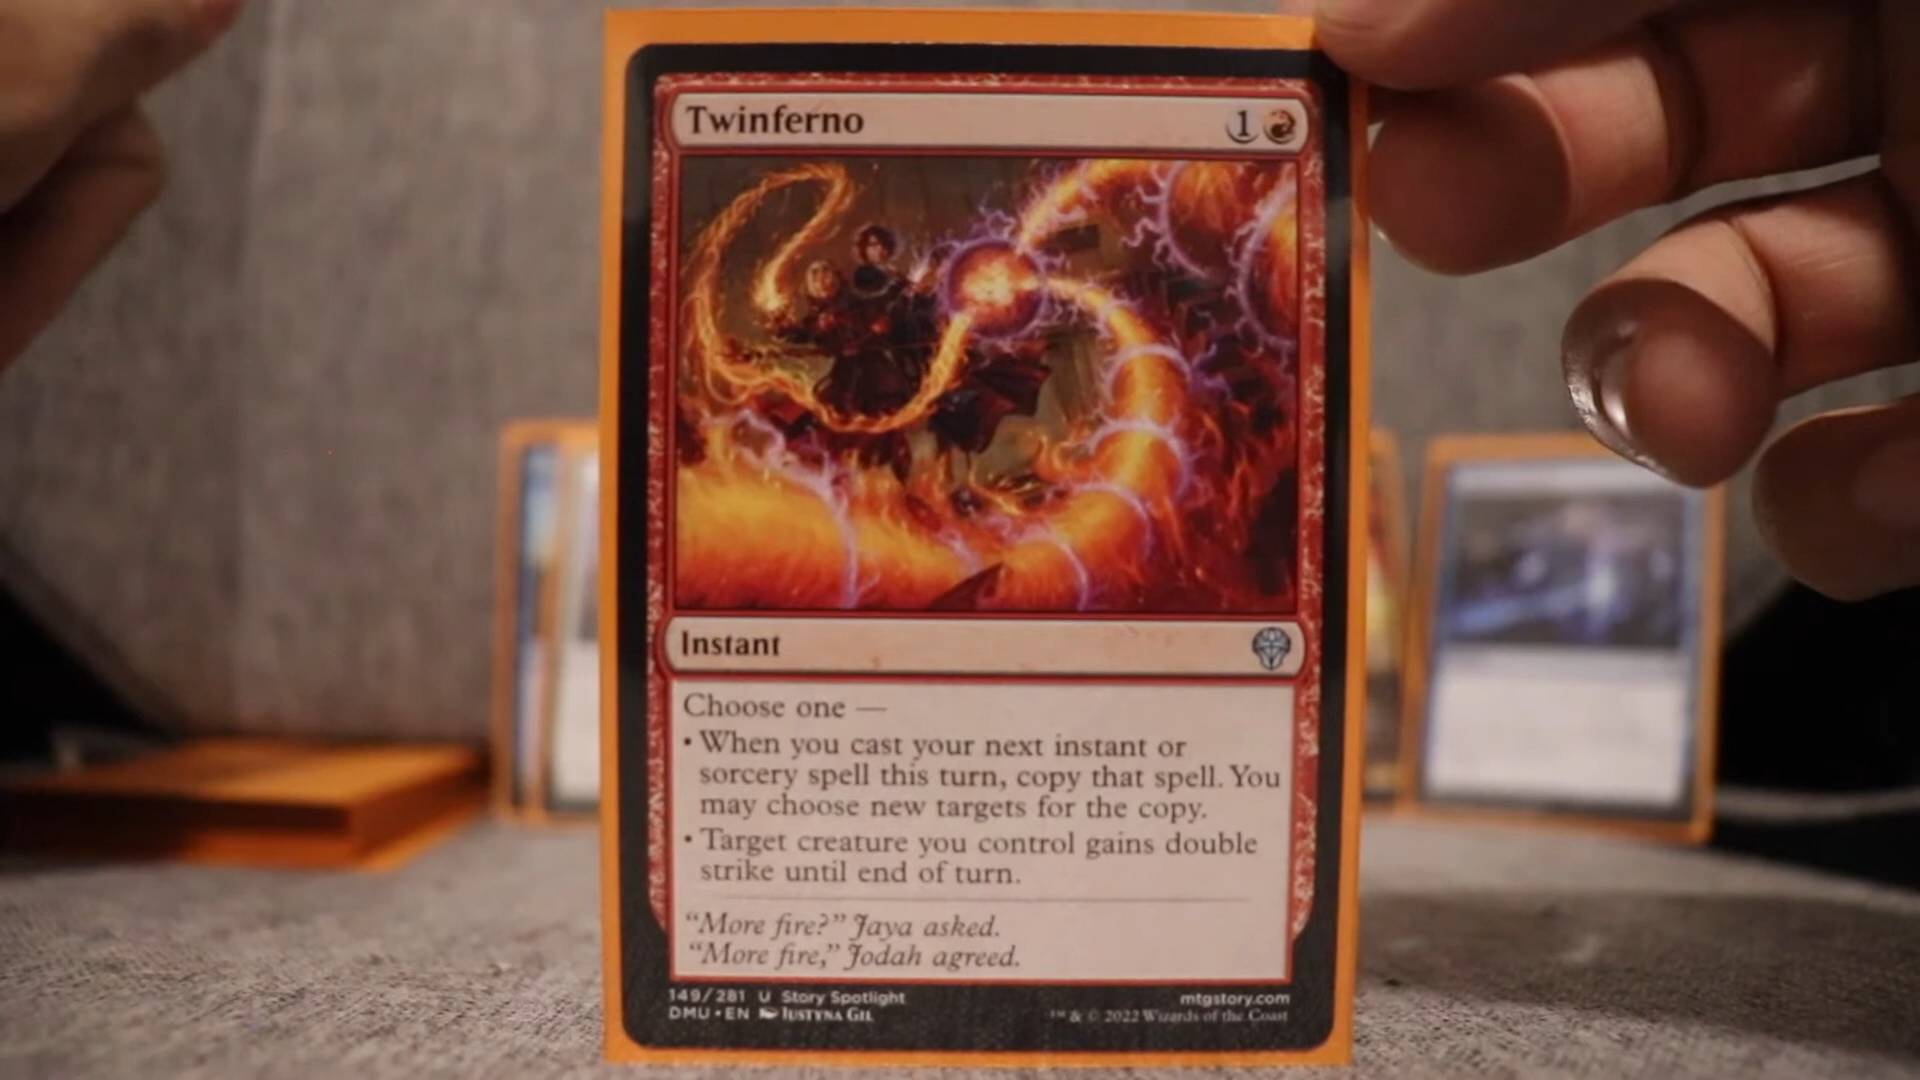 Twinferno 1
Instant
Choose one —
• When you cast your next instant or
sorcery spell this turn, copy that spell. You
may choose new targets for the copy.
• Target creature you control gains double
strike until end of turn.
“More fire?” Jaya asked.
“More fire,” Jodah agreed.
149/281 U Story Spotlight mtgstory.com
DMU • EN Justyna Gil ™ & © 2022 Wizards of the Coast